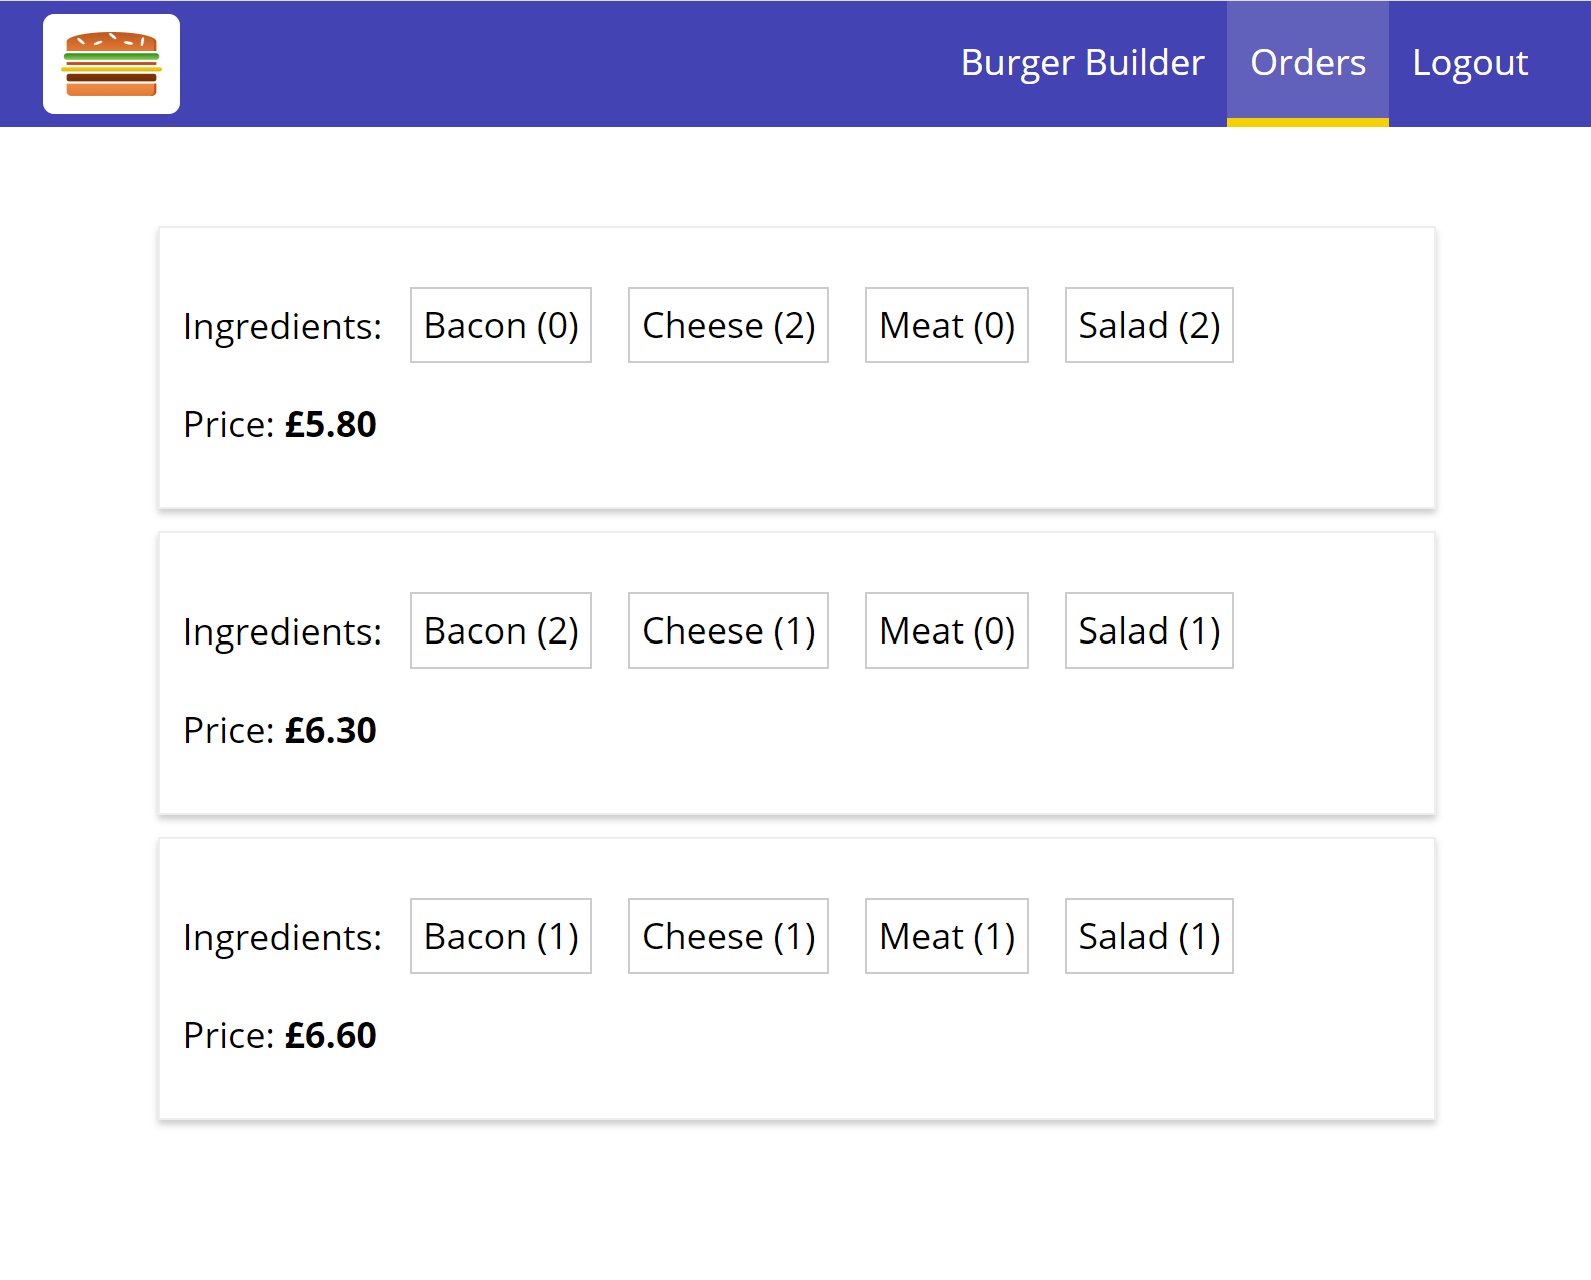 Burger Builder Orders Logout
Ingredients: Bacon (0) Cheese (2) Meat (0) Salad (2)
Price: £5.80
Ingredients: Bacon (2) Cheese (1) Meat (0) Salad (1)
Price: £6.30
Ingredients: Bacon (1) Cheese (1) Meat (1) Salad (1)
Price: £6.60